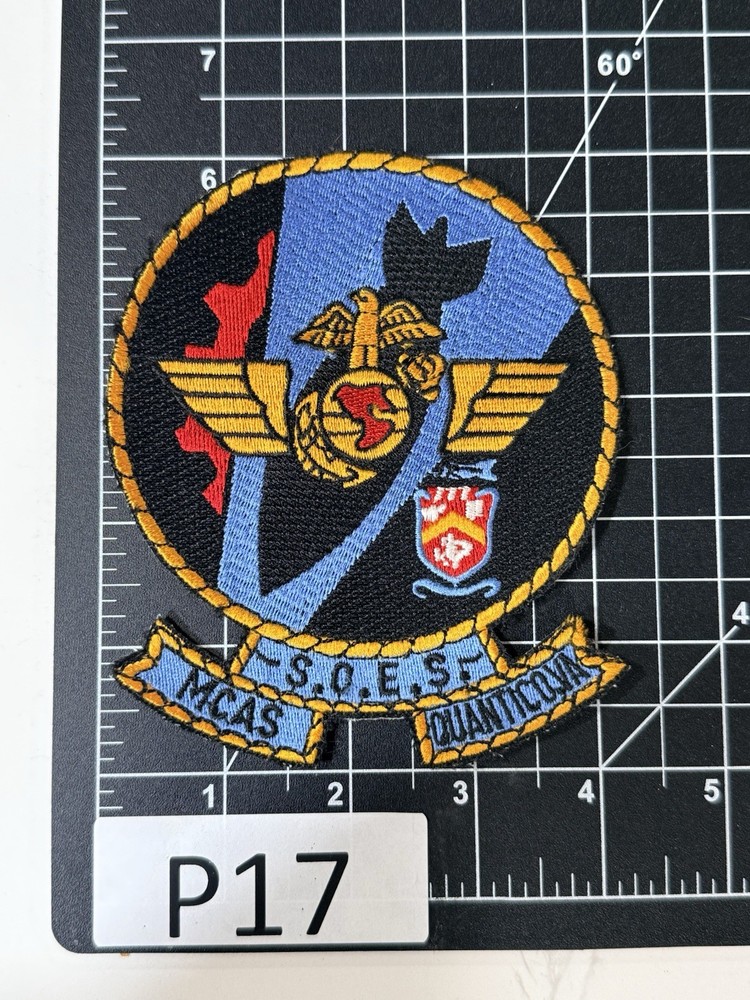 7
60°
6
4
-S.O.E.S.-
MCAS
QUANTICO,VA
1 2 3 4 5
P17